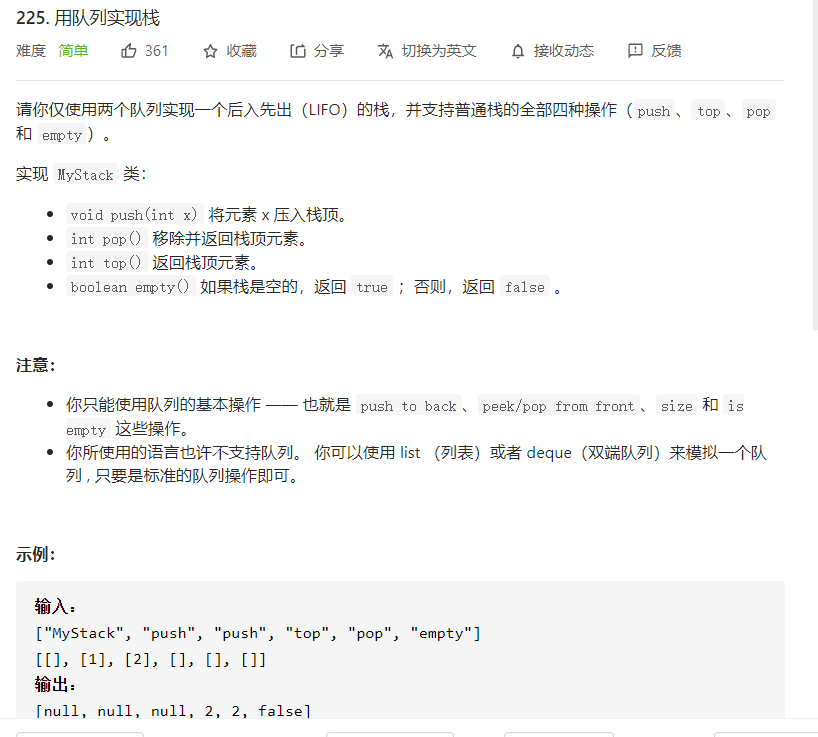 225. 用队列实现栈
难度 简单 361 收藏 分享 切换为英文 接收动态 反馈
请你仅使用两个队列实现一个后入先出（LIFO）的栈，并支持普通栈的全部四种操作（push、top、pop
和 empty）。
实现 MyStack 类：
void push(int x) 将元素 x 压入栈顶。
int pop() 移除并返回栈顶元素。
int top() 返回栈顶元素。
boolean empty() 如果栈是空的，返回 true ；否则，返回 false 。
注意：
你只能使用队列的基本操作 —— 也就是 push to back、peek/pop from front、size 和 is
empty 这些操作。
你所使用的语言也许不支持队列。 你可以使用 list （列表）或者 deque（双端队列）来模拟一个队
列 , 只要是标准的队列操作即可。
示例：
输入：
["MyStack", "push", "push", "top", "pop", "empty"]
[[], [1], [2], [], [], []]
输出：
[null, null, null, 2, 2, false]